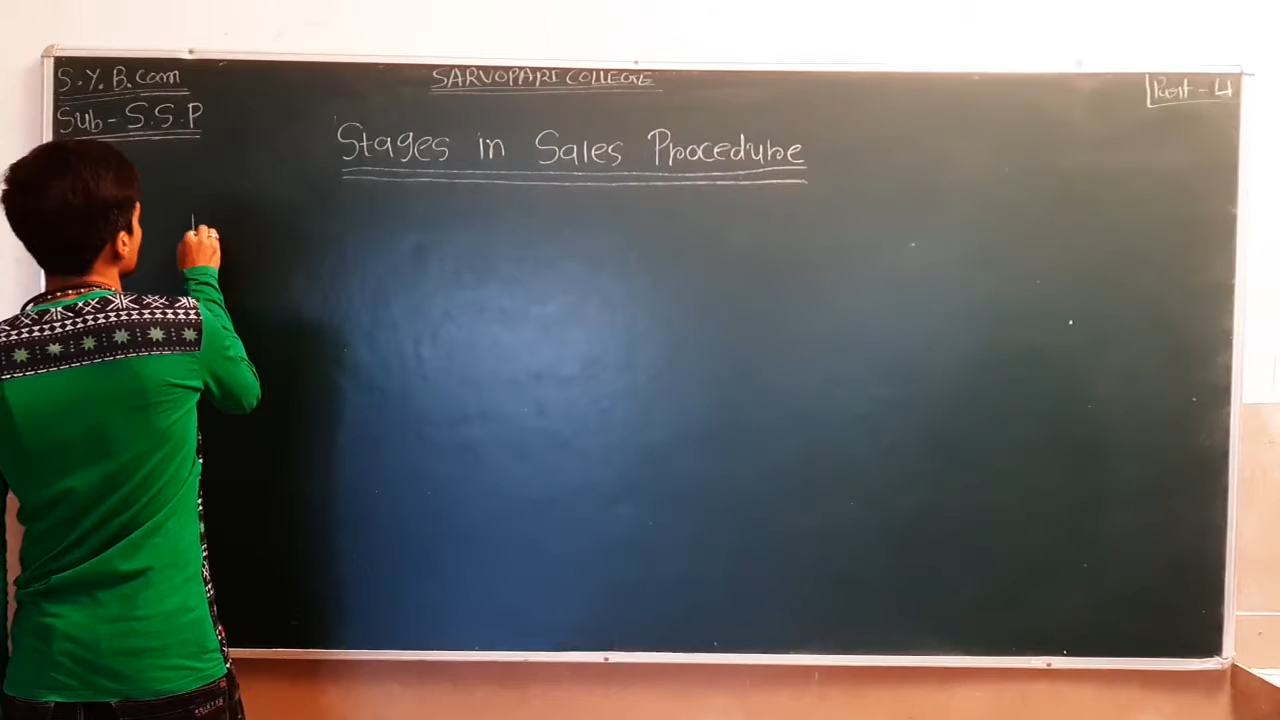 S.Y.B.com
SARVOPARI COLLEGE
Part-4
Sub-S.S.P
Stages in Sales Procedure